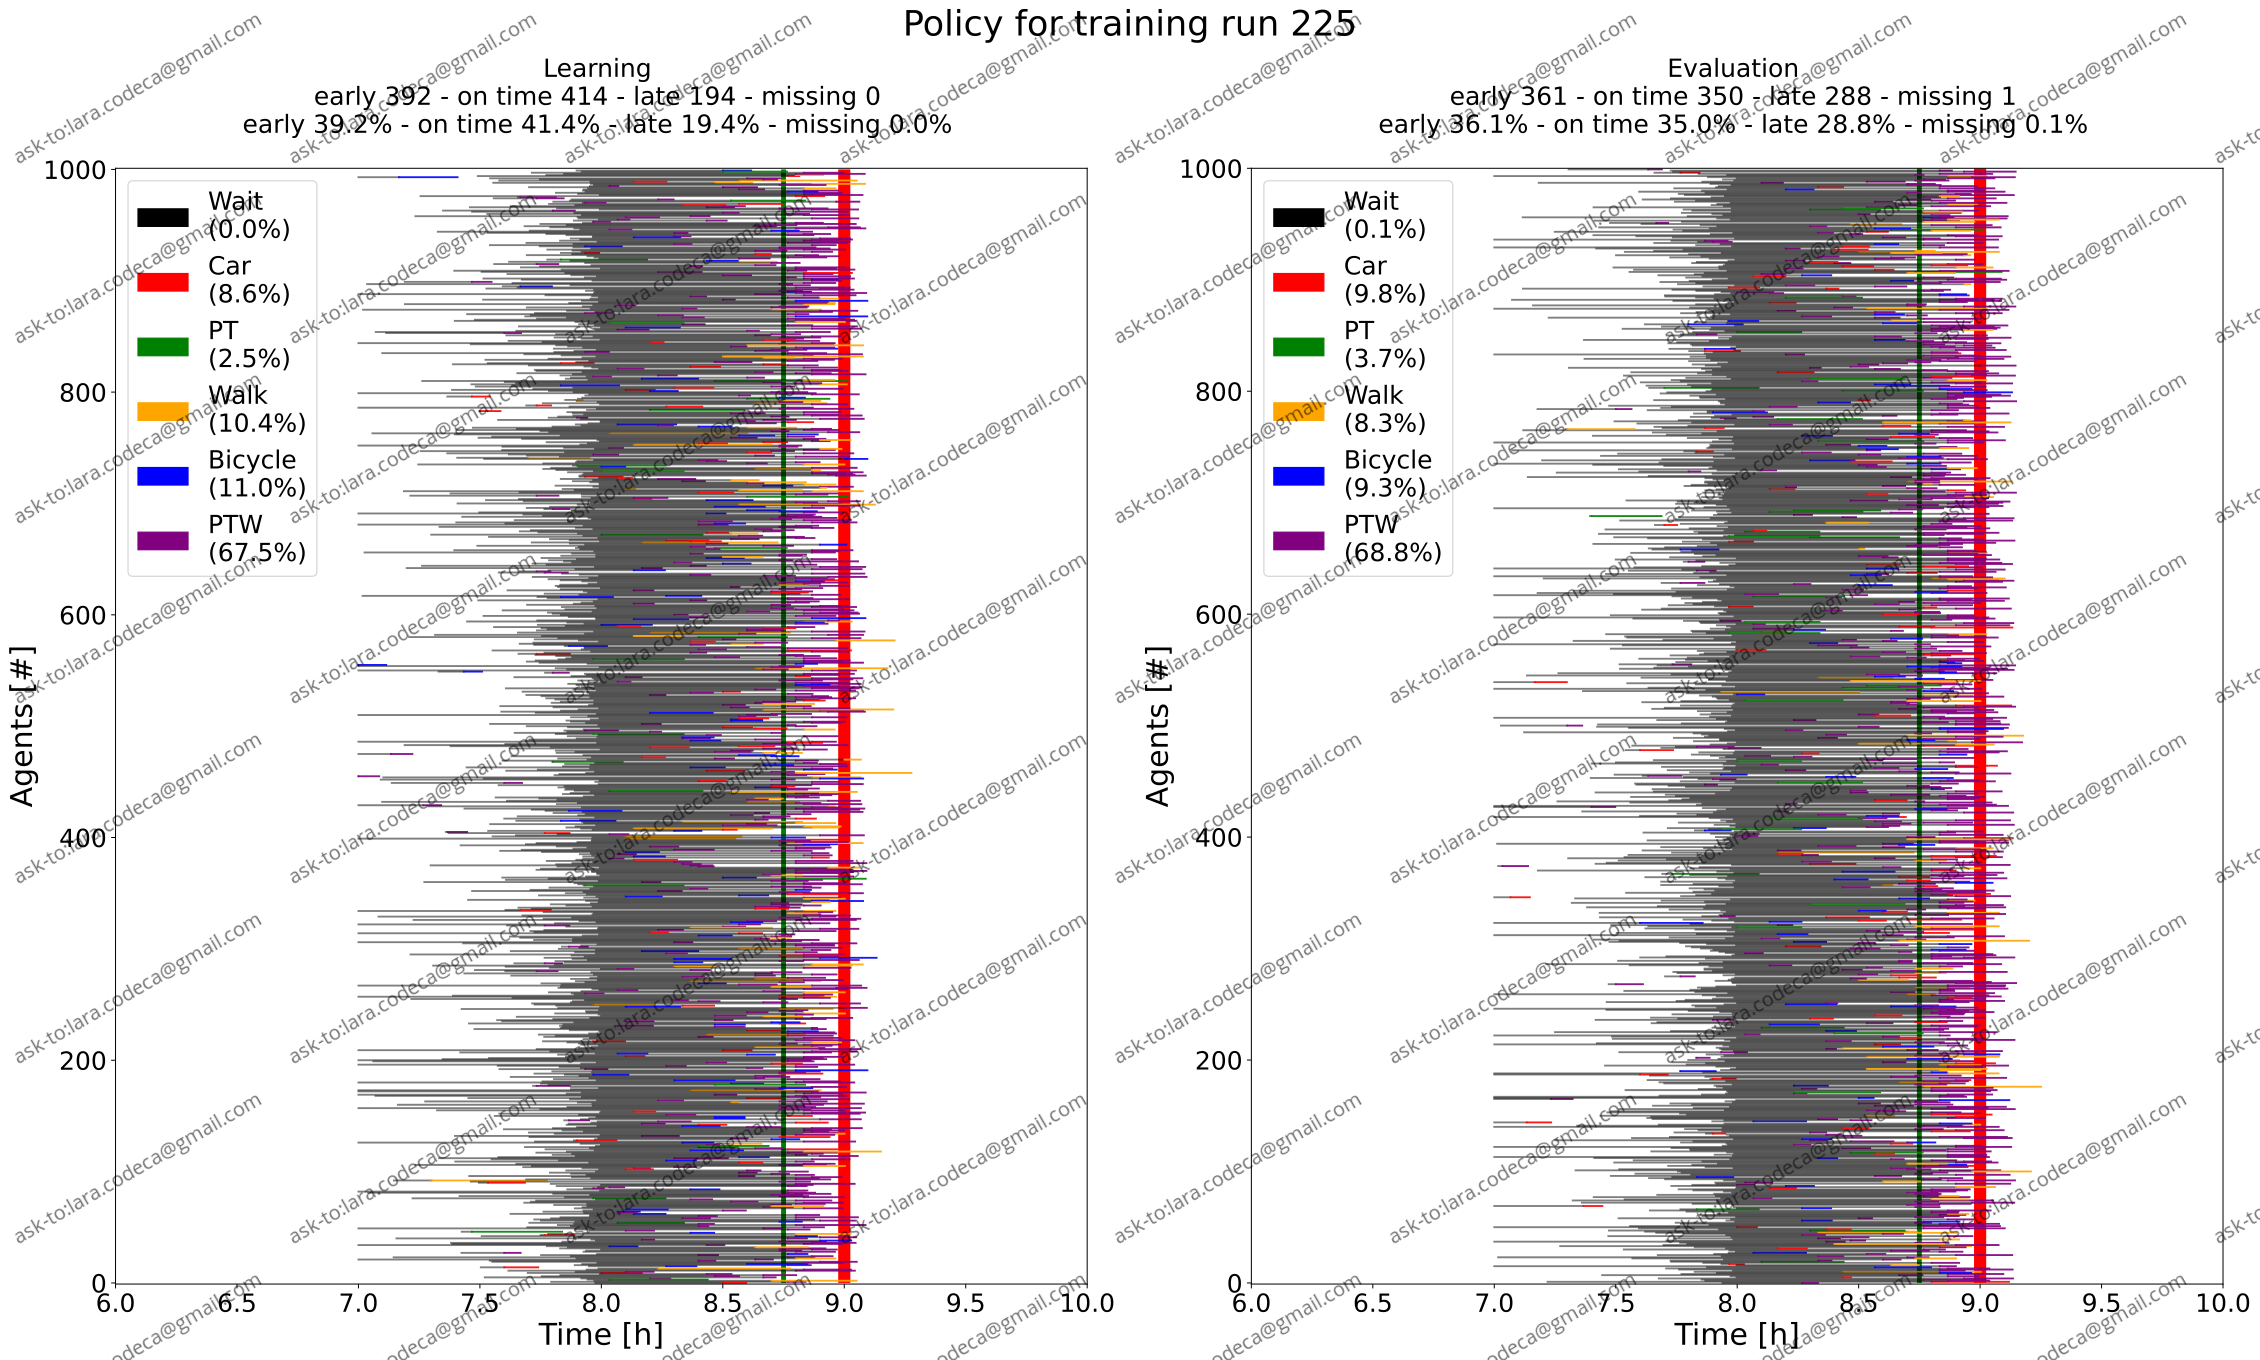 Policy for training run 225
Learning
early 392 - on time 414 - late 194 - missing 0
early 39.2% - on time 41.4% - late 19.4% - missing 0.0%
Agents [#]
1000
800
600
400
200
0
Wait
(0.0%)
Car
(8.6%)
PT
(2.5%)
Walk
(10.4%)
Bicycle
(11.0%)
PTW
(67.5%)
6.0 6.5 7.0 7.5 8.0 8.5 9.0 9.5 10.0
Time [h]
Evaluation
early 361 - on time 350 - late 288 - missing 1
early 36.1% - on time 35.0% - late 28.8% - missing 0.1%
Agents [#]
1000
800
600
400
200
0
Wait
(0.1%)
Car
(9.8%)
PT
(3.7%)
Walk
(8.3%)
Bicycle
(9.3%)
PTW
(68.8%)
6.0 6.5 7.0 7.5 8.0 8.5 9.0 9.5 10.0
Time [h]
ask-to:lara.codeca@gmail.com